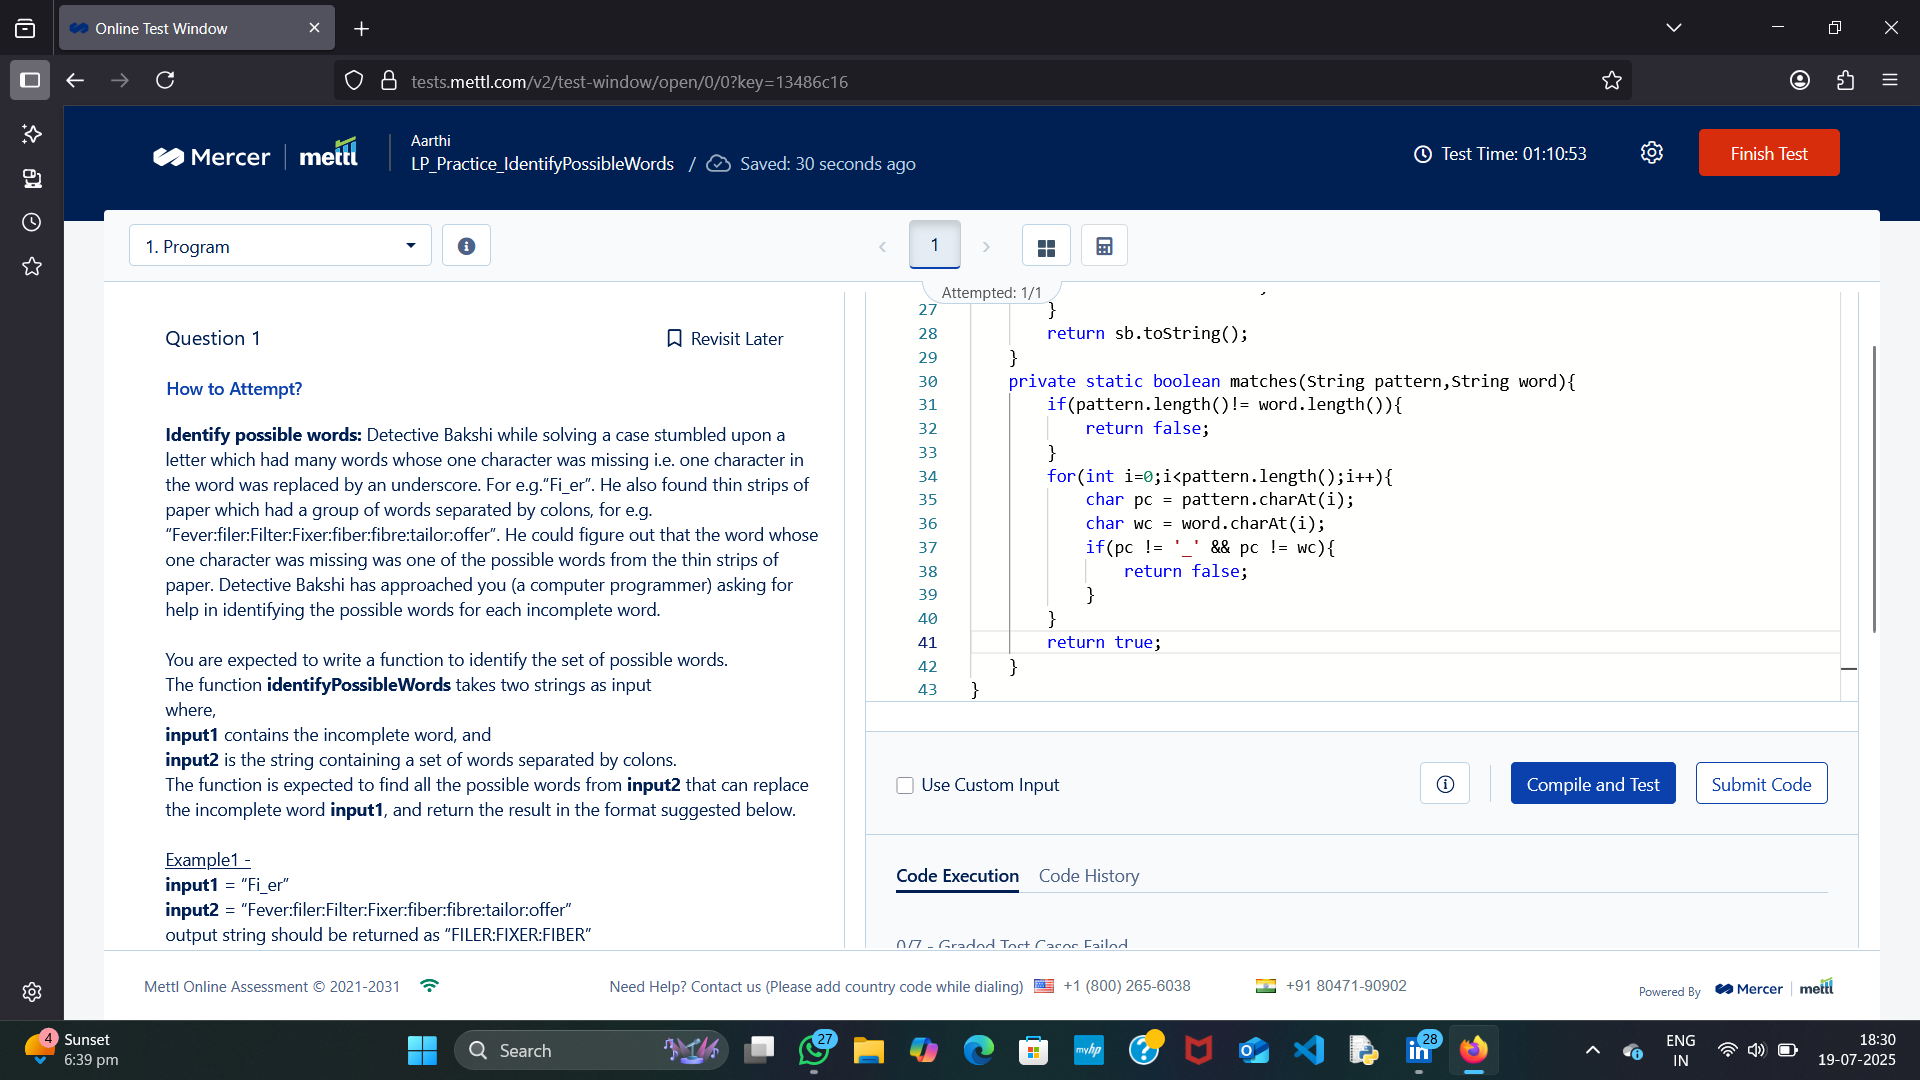 Online Test Window
tests.mettl.com/v2/test-window/open/0/0?key=13486c16
Mercer
mettl
Aarthi
LP_Practice_IdentifyPossibleWords / Saved: 30 seconds ago
Test Time: 01:10:53
Finish Test
1. Program
1
Attempted: 1/1
Question 1
Revisit Later
How to Attempt?
Identify possible words: Detective Bakshi while solving a case stumbled upon a
letter which had many words whose one character was missing i.e. one character in
the word was replaced by an underscore. For e.g.“Fi_er”. He also found thin strips of
paper which had a group of words separated by colons, for e.g.
“Fever:filer:Filter:Fixer:fiber:fibre:tailor:offer”. He could figure out that the word whose
one character was missing was one of the possible words from the thin strips of
paper. Detective Bakshi has approached you (a computer programmer) asking for
help in identifying the possible words for each incomplete word.
You are expected to write a function to identify the set of possible words.
The function identifyPossibleWords takes two strings as input
where,
input1 contains the incomplete word, and
input2 is the string containing a set of words separated by colons.
The function is expected to find all the possible words from input2 that can replace
the incomplete word input1, and return the result in the format suggested below.
Example1 -
input1 = “Fi_er”
input2 = “Fever:filer:Filter:Fixer:fiber:fibre:tailor:offer”
output string should be returned as “FILER:FIXER:FIBER”
27 }
28 return sb.toString();
29 }
30 private static boolean matches(String pattern,String word){
31 if(pattern.length()!= word.length()){
32 return false;
33 }
34 for(int i=0;i<pattern.length();i++){
35 char pc = pattern.charAt(i);
36 char wc = word.charAt(i);
37 if(pc != '_' && pc != wc){
38 return false;
39 }
40 }
41 return true;
42 }
43 }
Use Custom Input
Compile and Test
Submit Code
Code Execution
Code History
0/7 - Graded Test Cases Failed
Mettl Online Assessment © 2021-2031
Need Help? Contact us (Please add country code while dialing)
+1 (800) 265-6038
+91 80471-90902
Powered By
Mercer
mettl
4
Sunset
6:39 pm
Search
27
myhp
28
ENG
IN
18:30
19-07-2025